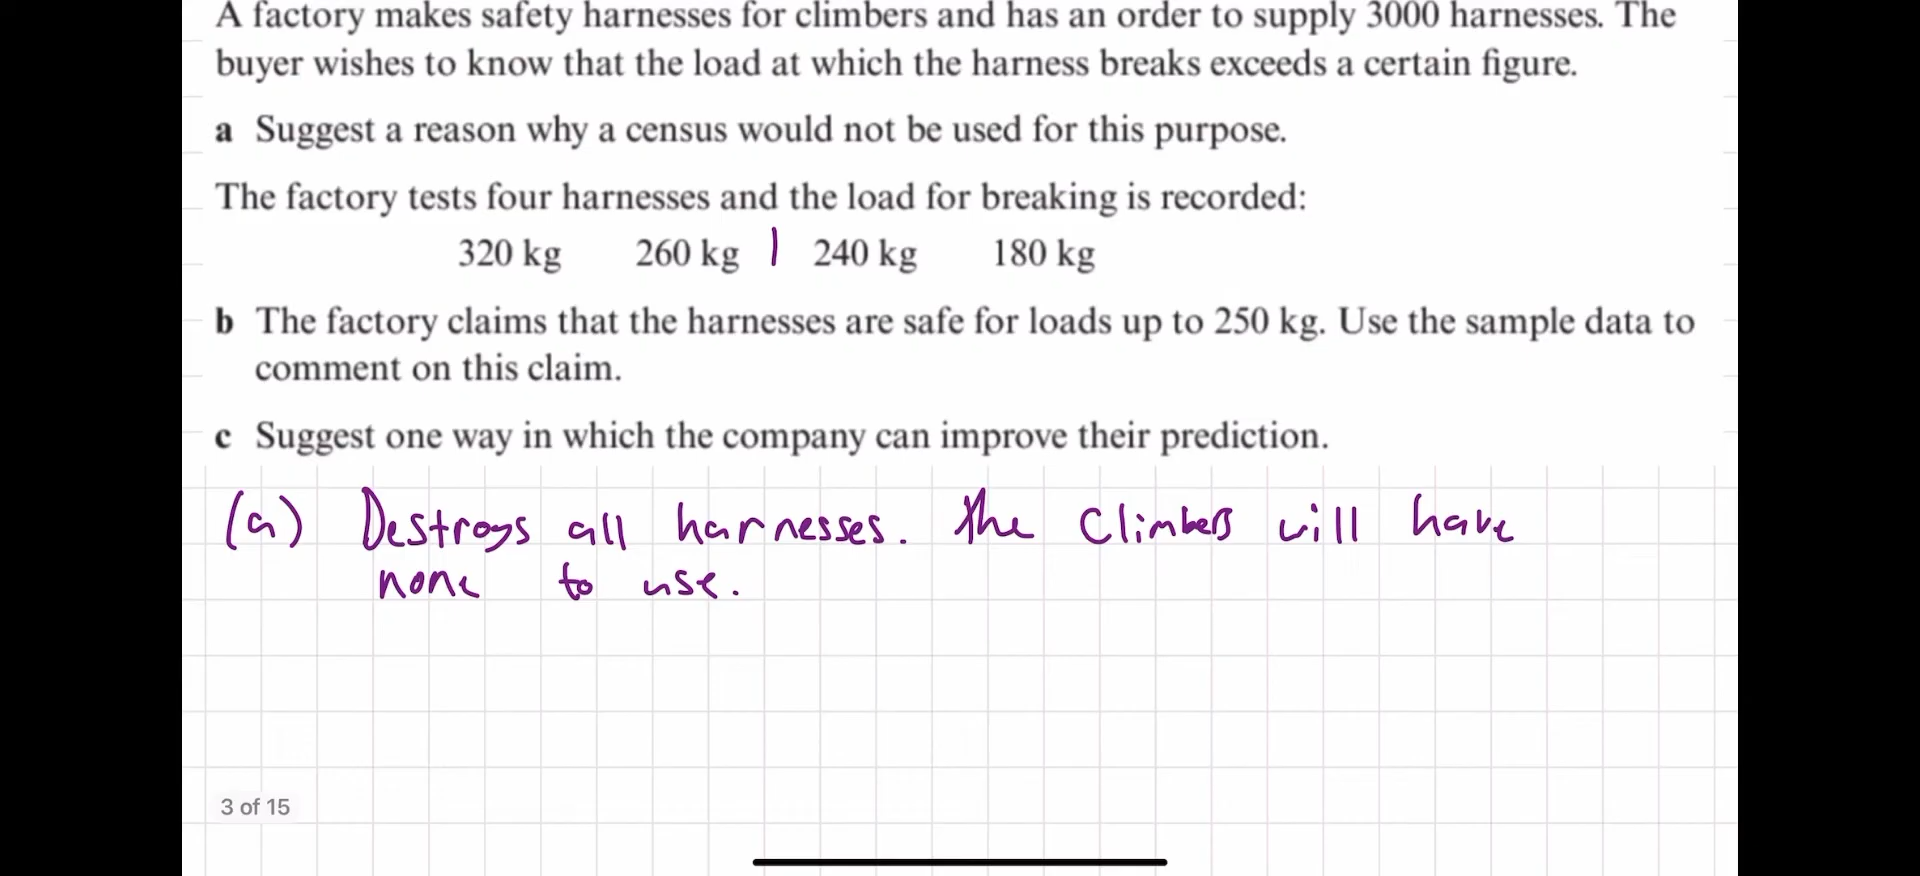 A factory makes safety harnesses for climbers and has an order to supply 3000 harnesses. The
buyer wishes to know that the load at which the harness breaks exceeds a certain figure.
a Suggest a reason why a census would not be used for this purpose.
The factory tests four harnesses and the load for breaking is recorded:
320 kg 260 kg | 240 kg 180 kg
b The factory claims that the harnesses are safe for loads up to 250 kg. Use the sample data to
comment on this claim.
c Suggest one way in which the company can improve their prediction.
(a) Destroys all harnesses. The Climbers will have
none to use.
3 of 15